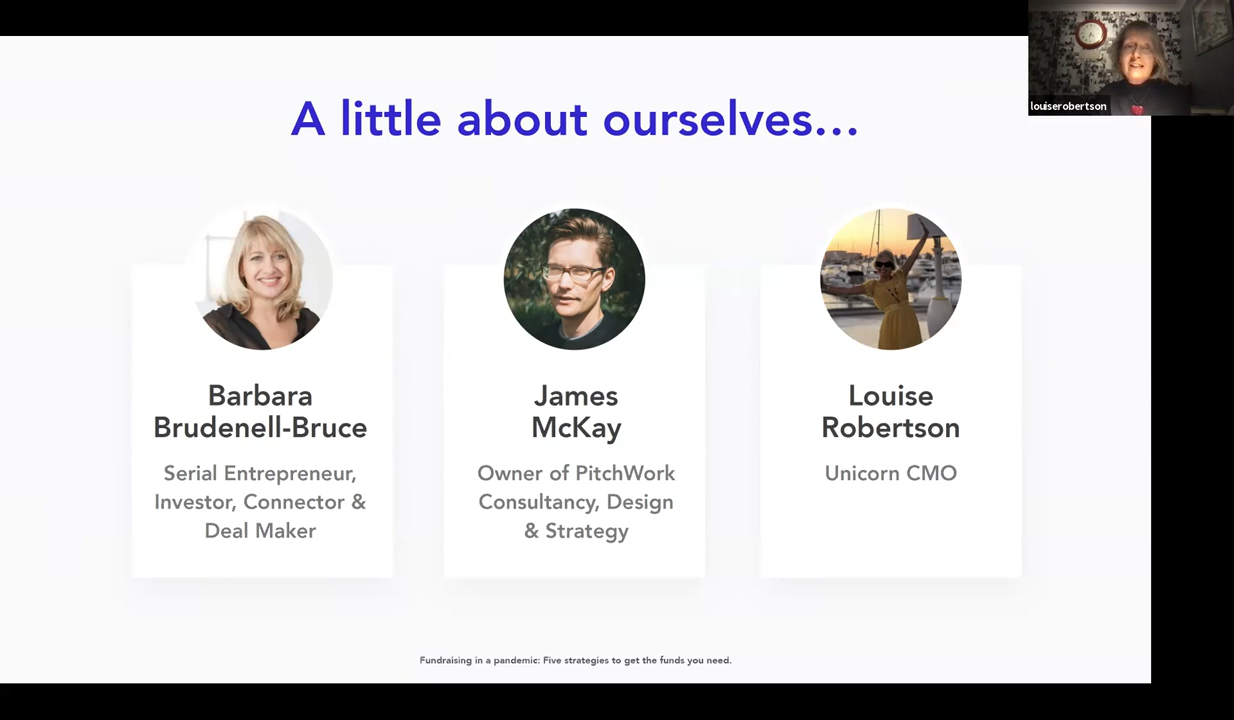 A little about ourselves...
louiserobertson
Barbara
Brudenell-Bruce
Serial Entrepreneur,
Investor, Connector &
Deal Maker
James
McKay
Owner of PitchWork
Consultancy, Design
& Strategy
Louise
Robertson
Unicorn CMO
Fundraising in a pandemic: Five strategies to get the funds you need.